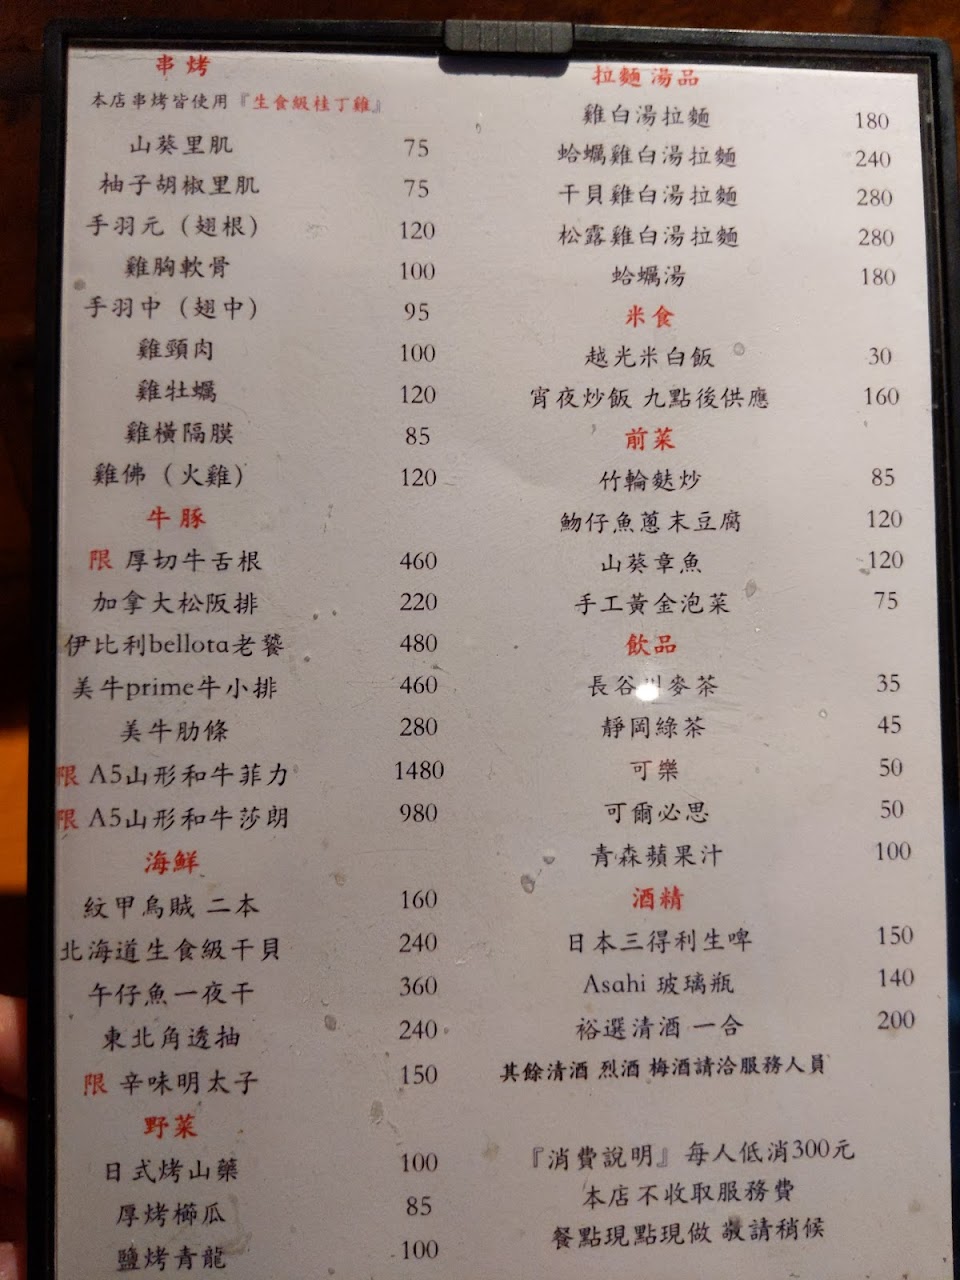 串烤
本店串烤皆使用『生食級桂丁雞』
山葵里肌 75
柚子胡椒里肌 75
手羽元（翅根） 120
雞胸軟骨 100
手羽中（翅中） 95
雞頸肉 100
雞牡蠣 120
雞橫隔膜 85
雞佛（火雞） 120
牛豚
限 厚切牛舌根 460
加拿大松阪排 220
伊比利bellota老饕 480
美牛prime牛小排 460
美牛肋條 280
限 A5山形和牛菲力 1480
限 A5山形和牛莎朗 980
海鮮
紋甲烏賊 二本 160
北海道生食級干貝 240
午仔魚一夜干 360
東北角透抽 240
限 辛味明太子 150
野菜
日式烤山藥 100
厚烤櫛瓜 85
鹽烤青龍 100
拉麵 湯品
雞白湯拉麵 180
蛤蠣雞白湯拉麵 240
干貝雞白湯拉麵 280
松露雞白湯拉麵 280
蛤蠣湯 180
米食
越光米白飯 30
宵夜炒飯 九點後供應 160
前菜
竹輪麩炒 85
魩仔魚蔥末豆腐 120
山葵章魚 120
手工黃金泡菜 75
飲品
長谷川麥茶 35
靜岡綠茶 45
可樂 50
可爾必思 50
青森蘋果汁 100
酒精
日本三得利生啤 150
Asahi 玻璃瓶 140
裕選清酒 一合 200
其餘清酒 烈酒 梅酒請洽服務人員
『消費說明』每人低消300元
本店不收取服務費
餐點現點現做 敬請稍候